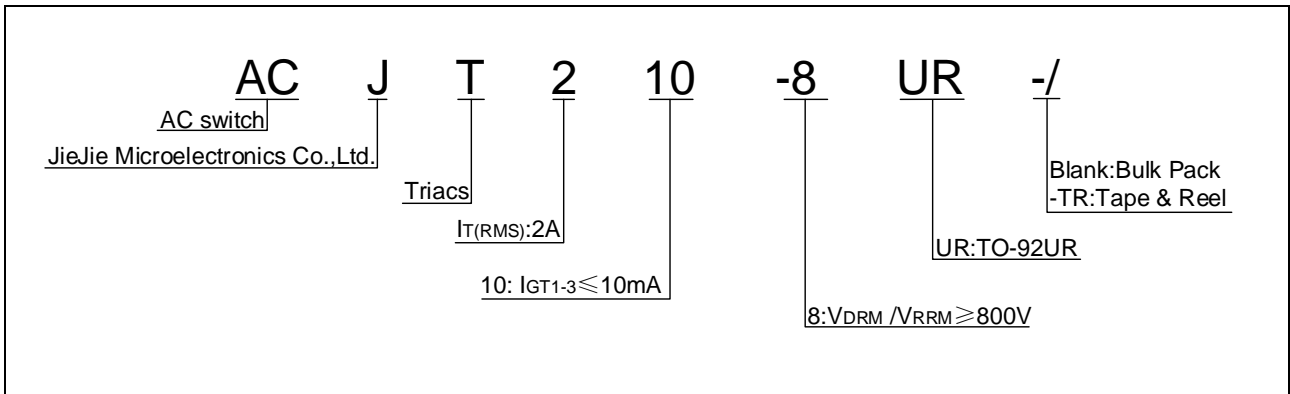 AC J T 2 10 -8 UR -/
AC switch
JieJie Microelectronics Co.,Ltd.
Triacs
IT(RMS):2A
10: IGT1-3≤10mA
8:VDRM /VRRM≥800V
UR:TO-92UR
Blank:Bulk Pack
-TR:Tape & Reel